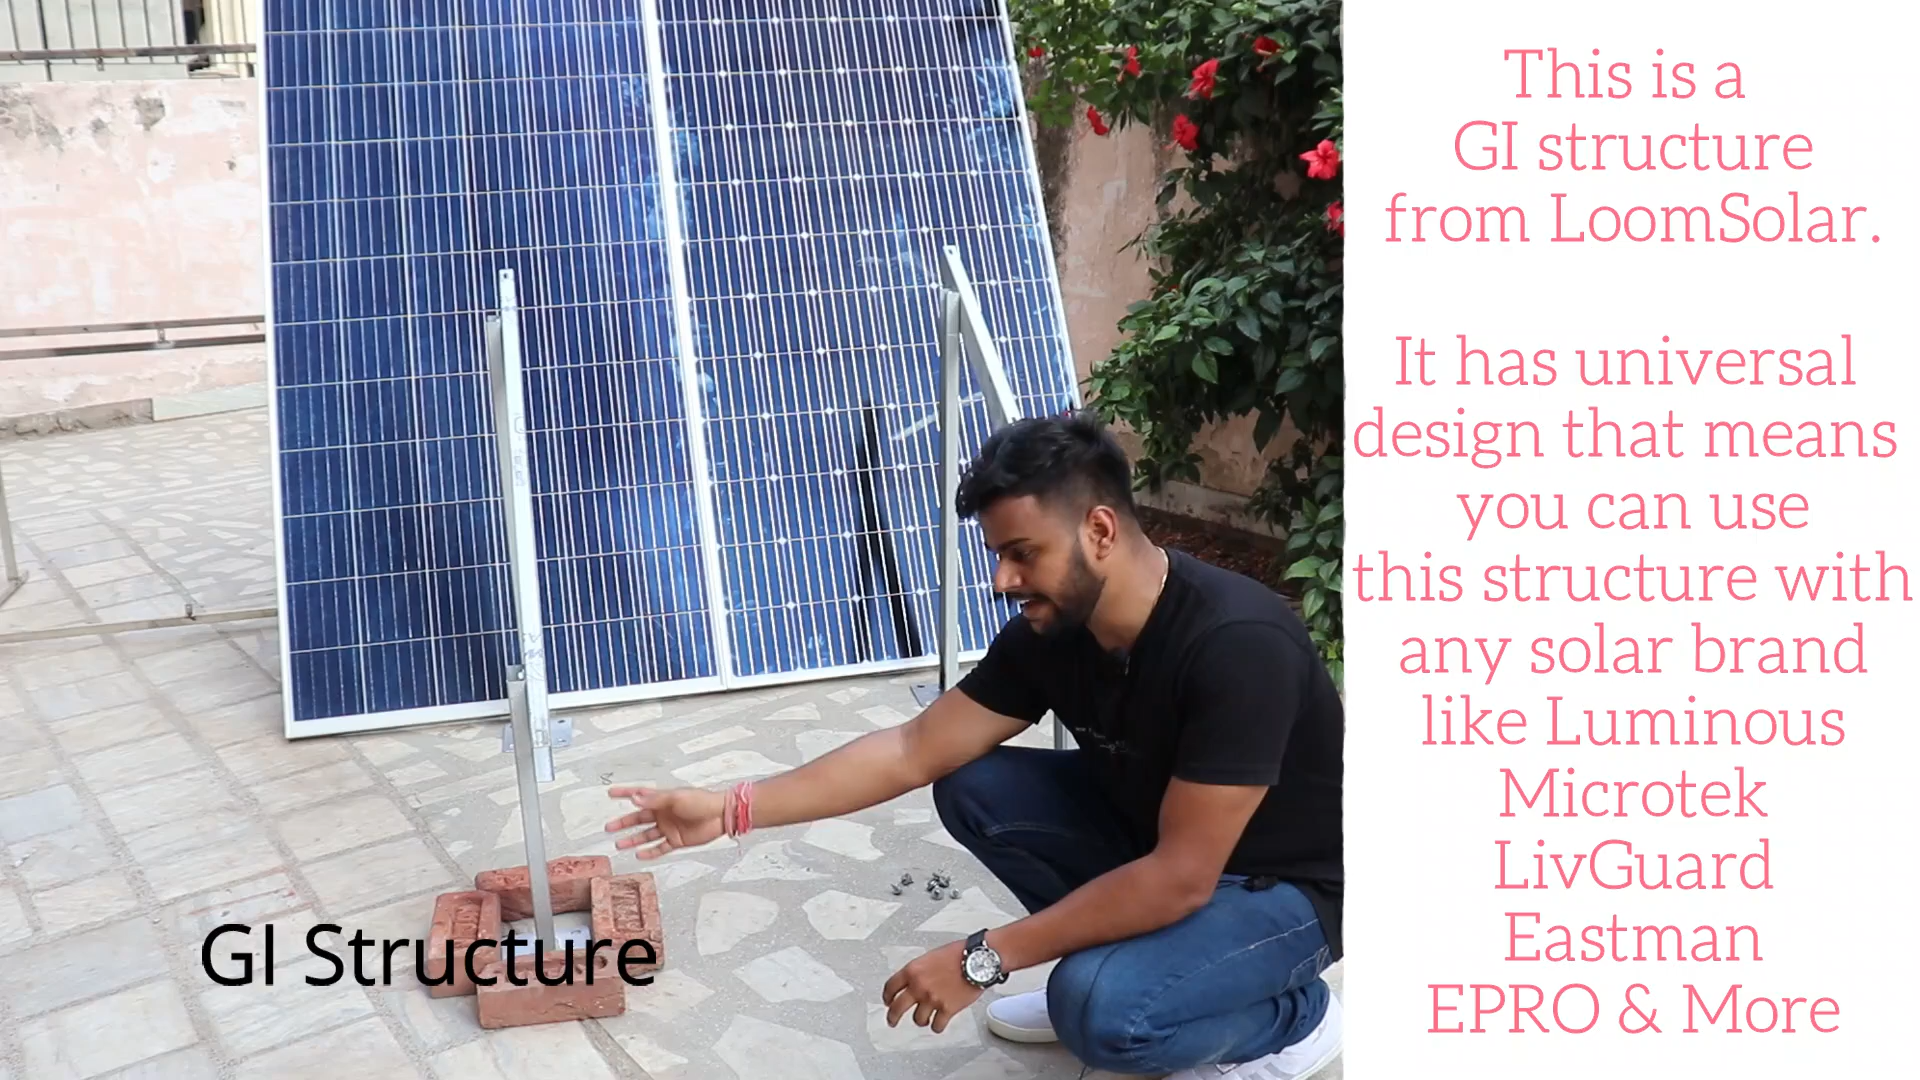 This is a
GI structure
from LoomSolar.
It has universal
design that means
you can use
this structure with
any solar brand
like Luminous
Microtek
LivGuard
Eastman
EPRO & More
GI Structure